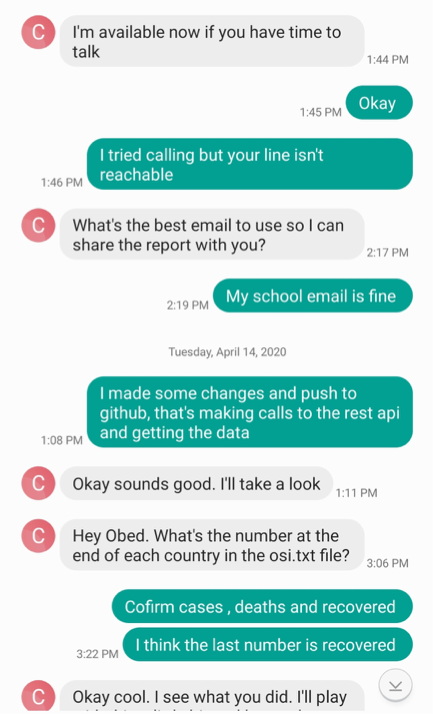 C
I'm available now if you have time to
talk
1:44 PM
Okay
1:45 PM
I tried calling but your line isn't
reachable
1:46 PM
C
What's the best email to use so I can
share the report with you?
2:17 PM
My school email is fine
2:19 PM
Tuesday, April 14, 2020
I made some changes and push to
github, that's making calls to the rest api
and getting the data
1:08 PM
C
Okay sounds good. I'll take a look
1:11 PM
C
Hey Obed. What's the number at the
end of each country in the osi.txt file?
3:06 PM
Cofirm cases , deaths and recovered
I think the last number is recovered
3:22 PM
C
Okay cool. I see what you did. I'll play